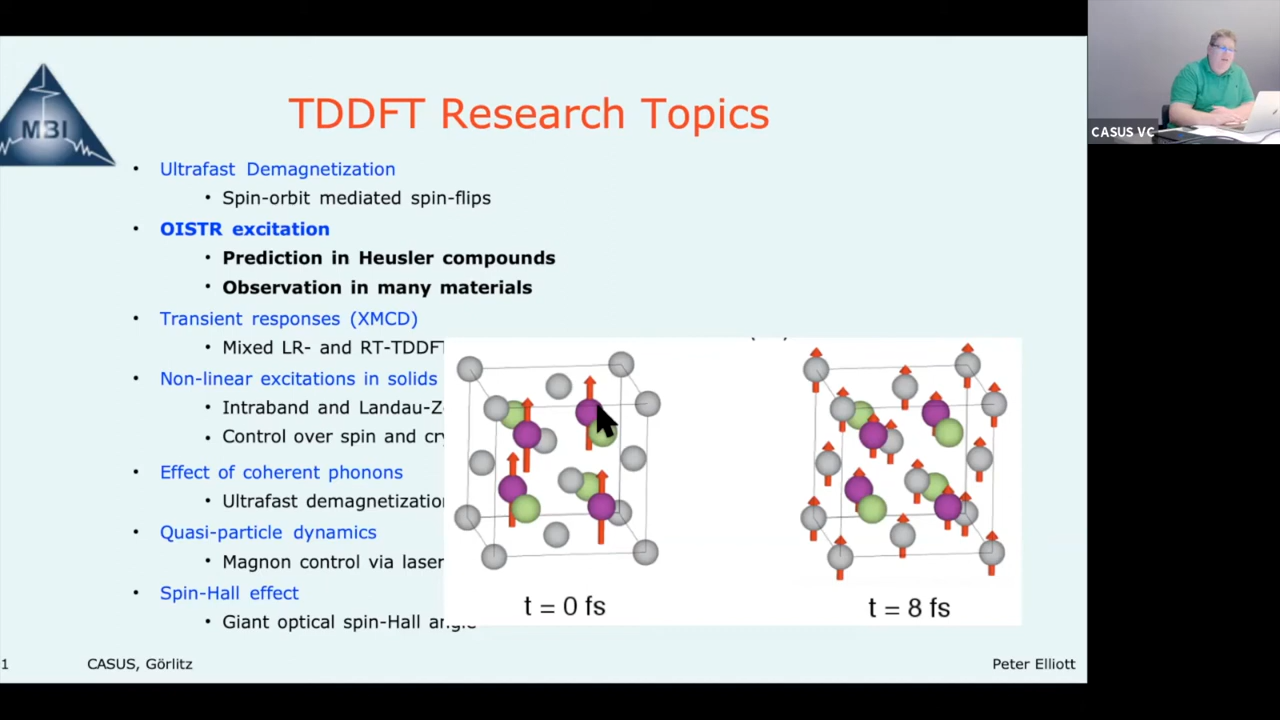 TDDFT Research Topics
MBI
• Ultrafast Demagnetization
• Spin-orbit mediated spin-flips
• OISTR excitation
• Prediction in Heusler compounds
• Observation in many materials
• Transient responses (XMCD)
• Mixed LR- and RT-TDDFT
• Non-linear excitations in solids
• Intraband and Landau-Z
• Control over spin and cry
• Effect of coherent phonons
• Ultrafast demagnetization
• Quasi-particle dynamics
• Magnon control via laser
• Spin-Hall effect
• Giant optical spin-Hall angle
t = 0 fs
t = 8 fs
1
CASUS, Görlitz
Peter Elliott
CASUS VC